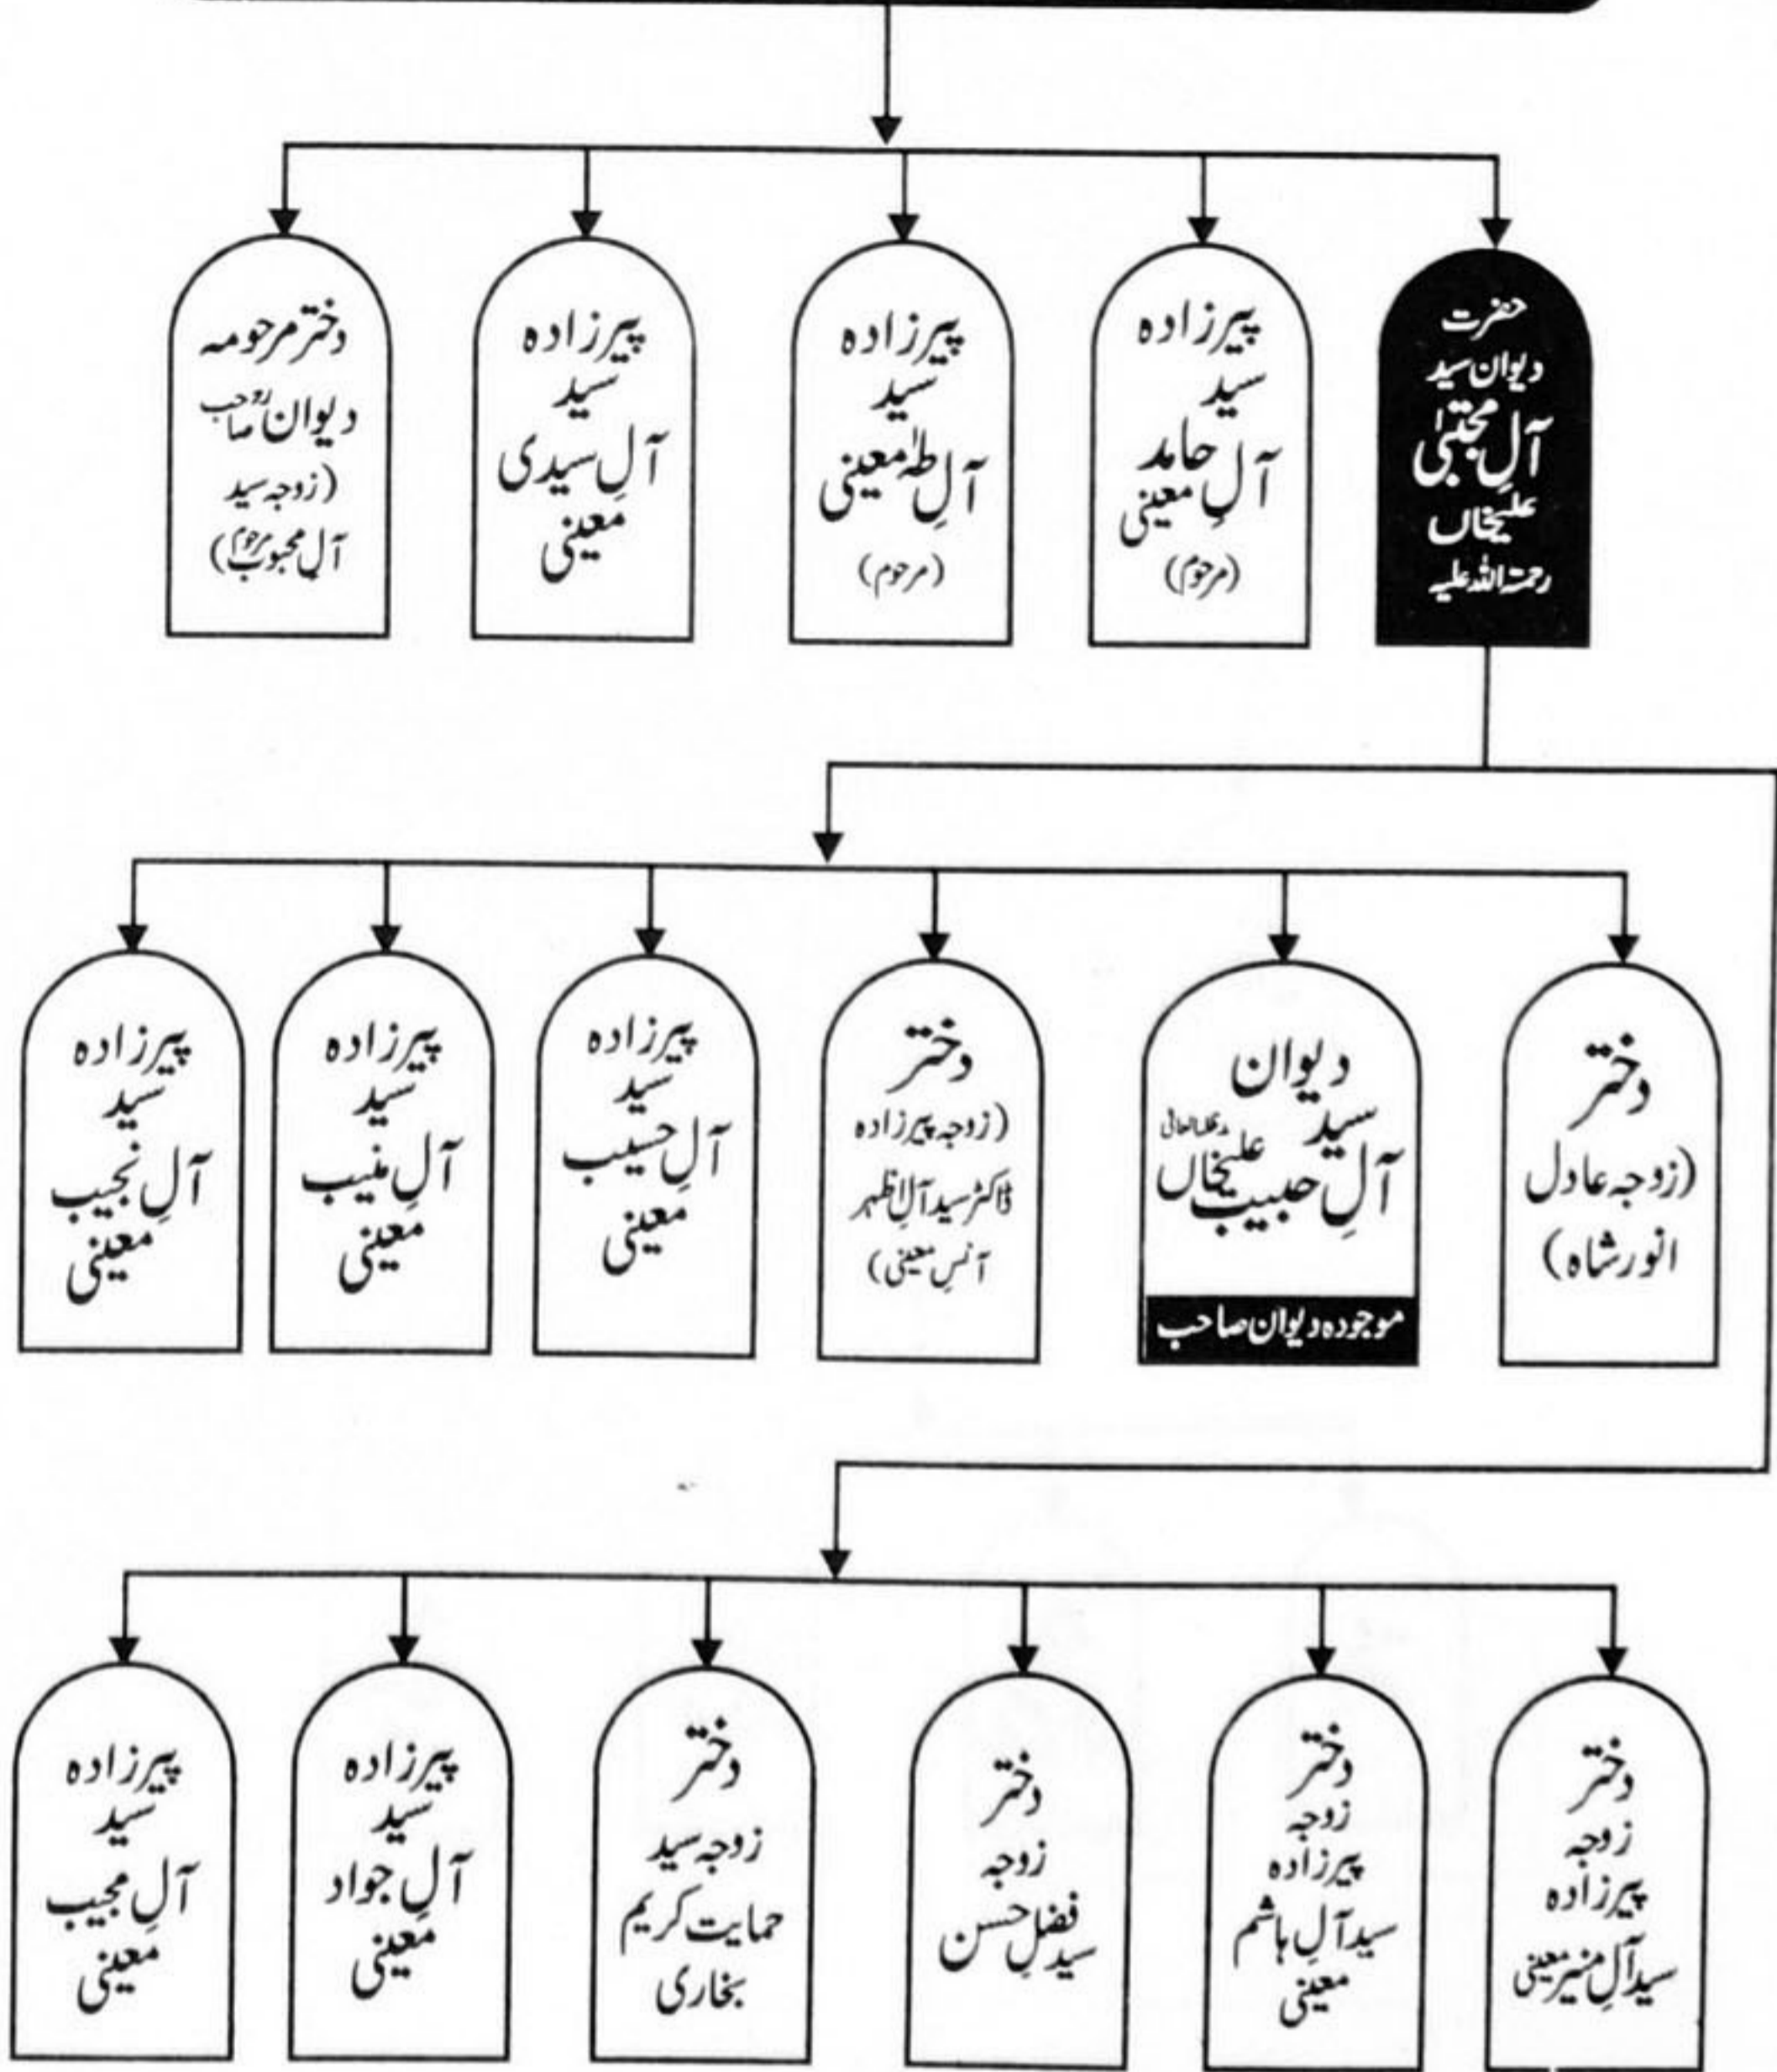 حضرت
دیوان سید
آلِ مجتبیٰ
علیخاں
رحمۃ اللہ علیہ
پیرزادہ
سید
آلِ حامد
معینی
(مرحوم)
پیرزادہ
سید
آلِ طہٰ معینی
(مرحوم)
پیرزادہ
سید
آلِ سیدی
معینی
دختر مرحومہ
دیوان صاحب
(زوجہ سید
آلِ محبوب مرحوم)
دختر
(زوجہ عادل
انور شاہ)
دیوان
سید
آلِ حبیب علیخاں مدظلہ العالی
موجودہ دیوان صاحب
دختر
(زوجہ پیرزادہ
ڈاکٹر سید آلِ اظہر
آنس معینی)
پیرزادہ
سید
آلِ حسیب
معینی
پیرزادہ
سید
آلِ منیب
معینی
پیرزادہ
سید
آلِ نجیب
معینی
دختر
زوجہ
پیرزادہ
سید آلِ منیر معینی
دختر
زوجہ
پیرزادہ
سید آلِ ہاشم
معینی
دختر
زوجہ
سید فضل حسن
دختر
زوجہ سید
حمایت کریم
بخاری
پیرزادہ
سید
آلِ جواد
معینی
پیرزادہ
سید
آلِ مجیب
معینی